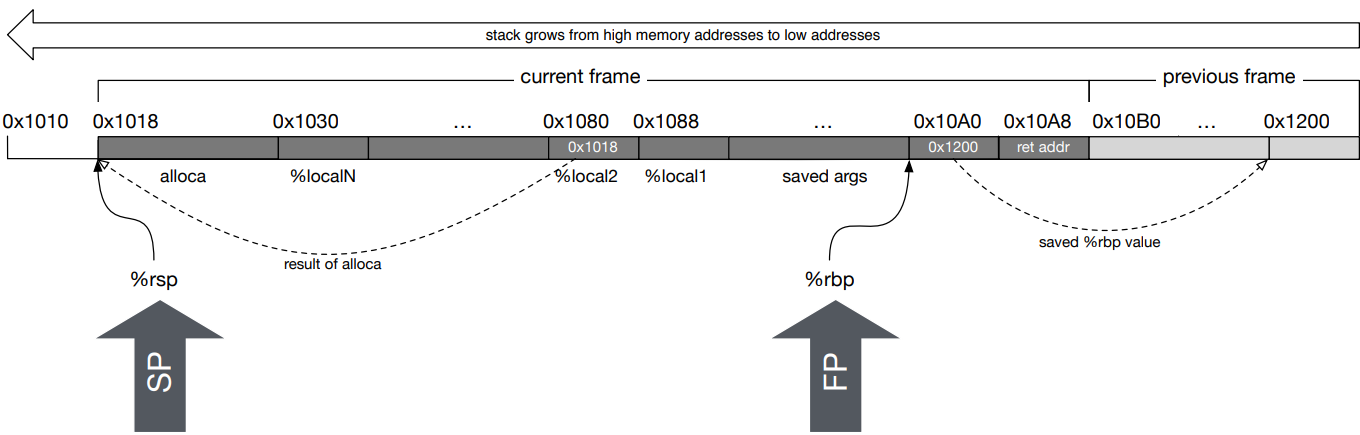 stack grows from high memory addresses to low addresses
current frame
previous frame
0x1010
0x1018
0x1030
...
0x1080
0x1088
...
0x10A0
0x10A8
0x10B0
...
0x1200
0x1018
0x1200
ret addr
alloca
%localN
%local2
%local1
saved args
result of alloca
saved %rbp value
%rsp
%rbp
SP
FP